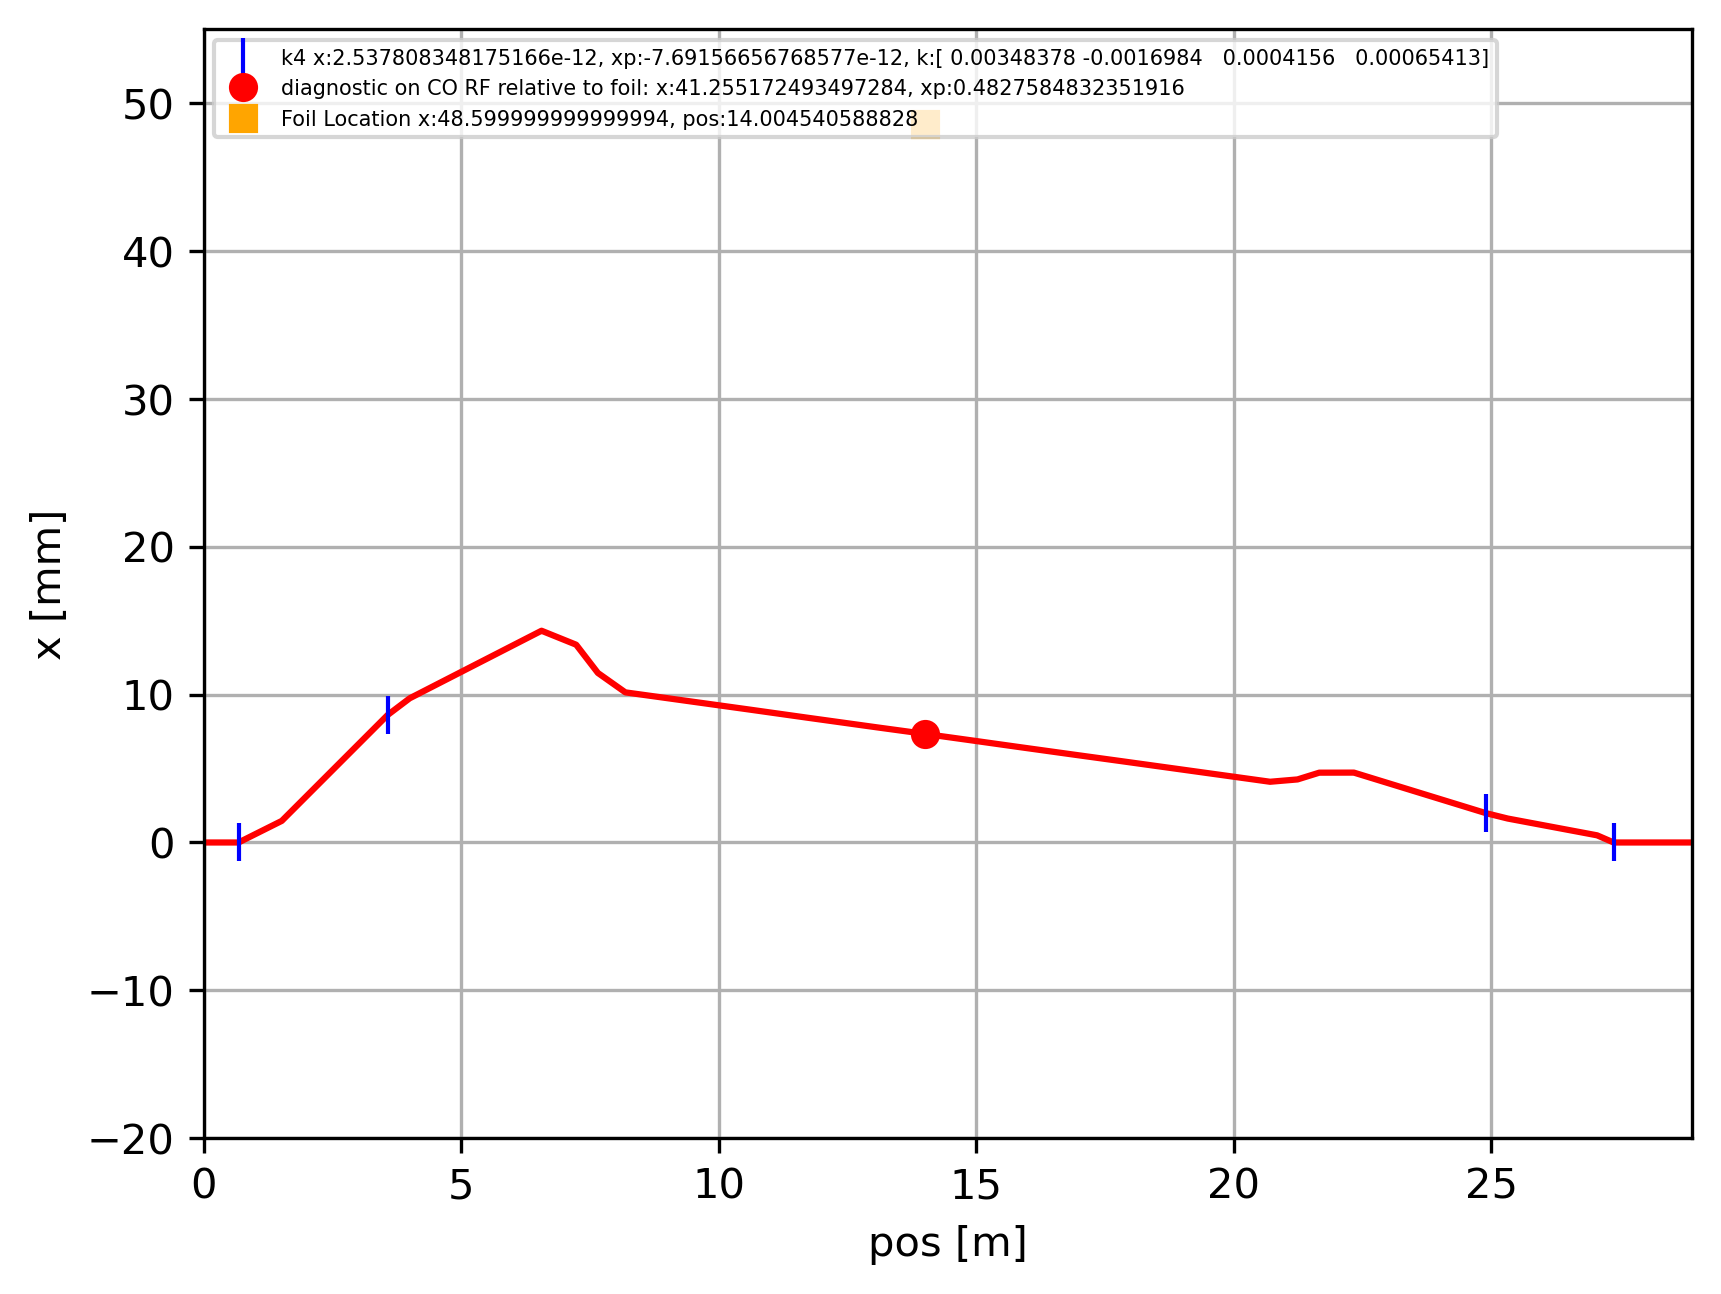 k4 x:2.537808348175166e-12, xp:-7.69156656768577e-12, k:[ 0.00348378 -0.0016984 0.0004156 0.00065413]
diagnostic on CO RF relative to foil: x:41.255172493497284, xp:0.4827584832351916
Foil Location x:48.599999999999994, pos:14.004540588828
50
40
30
20
10
0
−10
−20
x [mm]
0 5 10 15 20 25
pos [m]